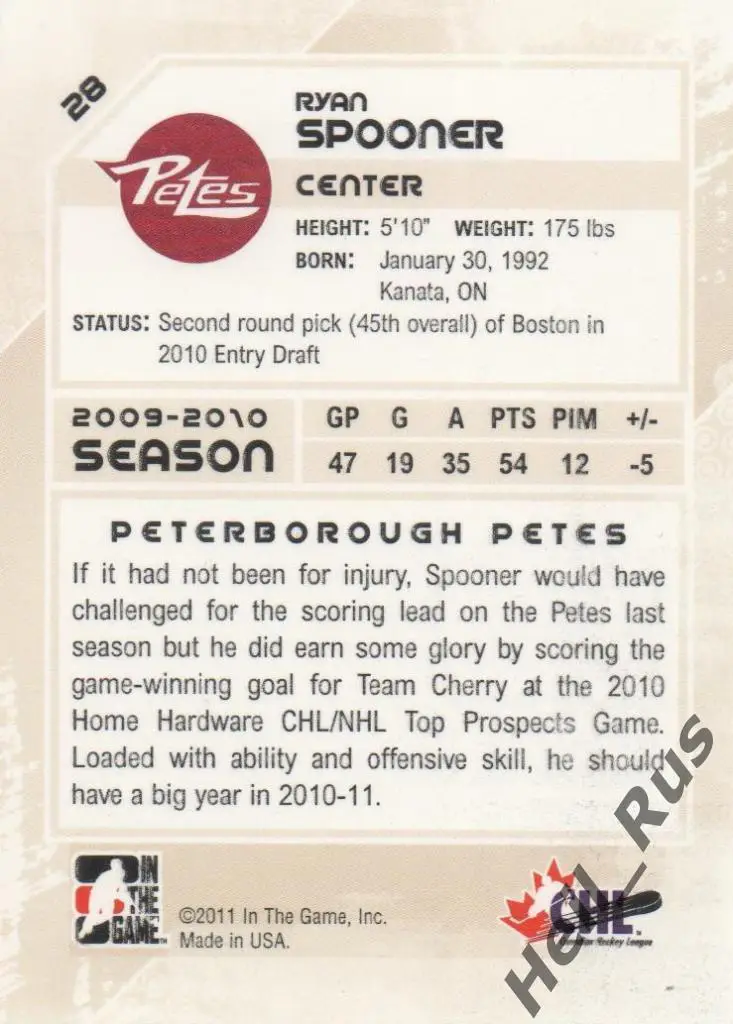 28
RYAN
SPOONER
Petes
CENTER
HEIGHT: 5'10" WEIGHT: 175 lbs
BORN: January 30, 1992
Kanata, ON
STATUS: Second round pick (45th overall) of Boston in
2010 Entry Draft
2009-2010
SEASON
GP G A PTS PIM +/-
47 19 35 54 12 -5
PETERBOROUGH PETES
If it had not been for injury, Spooner would have
challenged for the scoring lead on the Petes last
season but he did earn some glory by scoring the
game-winning goal for Team Cherry at the 2010
Home Hardware CHL/NHL Top Prospects Game.
Loaded with ability and offensive skill, he should
have a big year in 2010-11.
IN
THE
GAME
©2011 In The Game, Inc.
Made in USA.
CHL
Hockey League